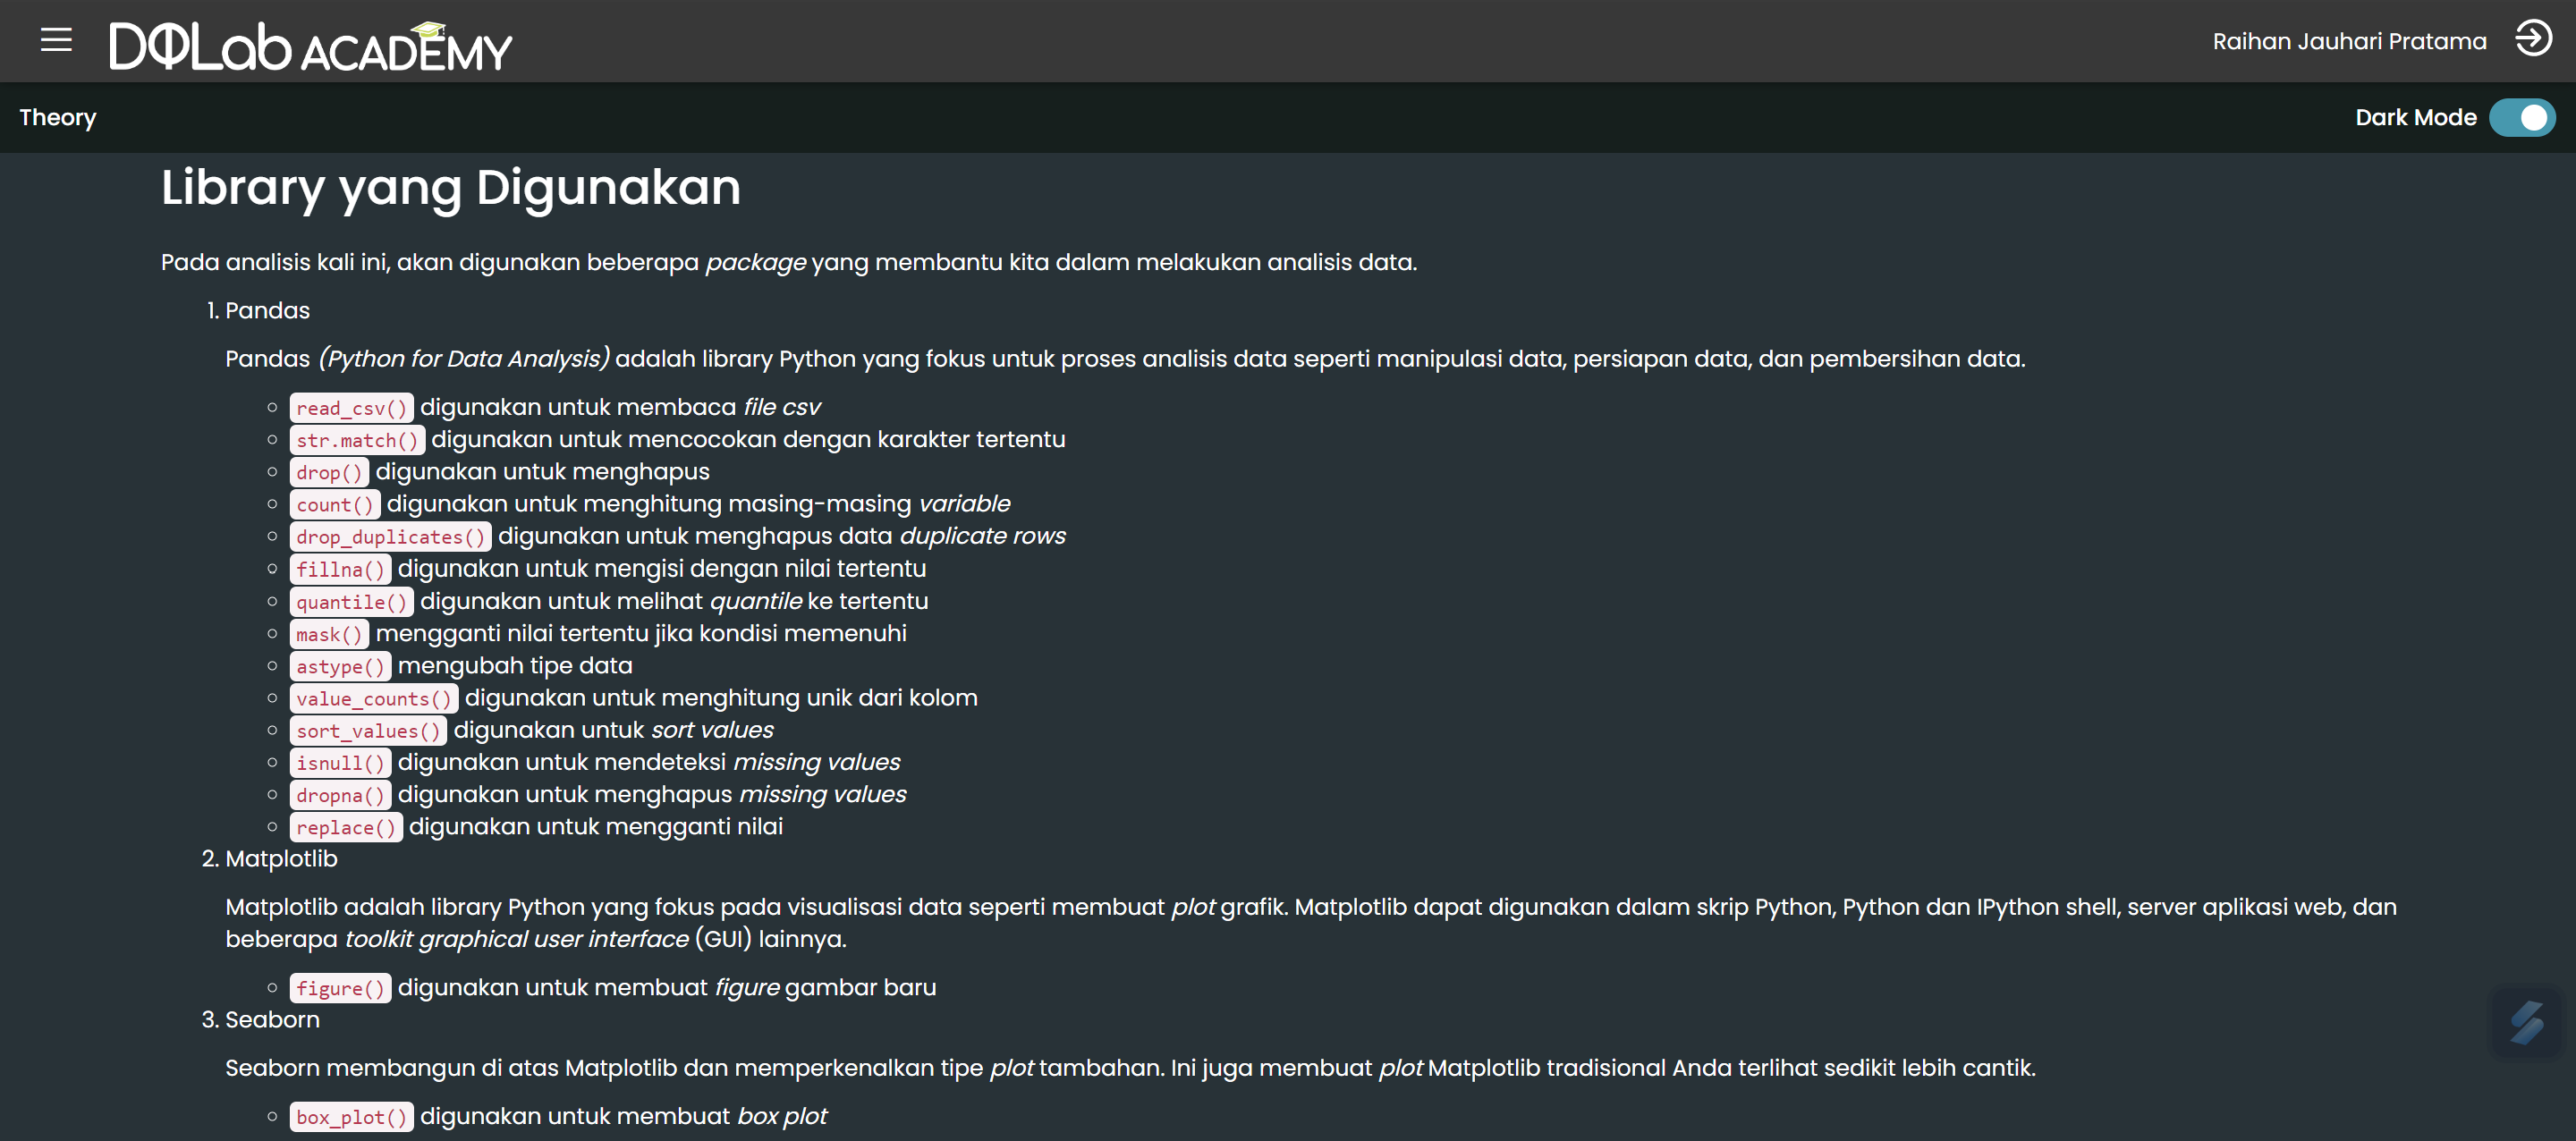 DQLab ACADEMY
Raihan Jauhari Pratama
Theory
Dark Mode
Library yang Digunakan
Pada analisis kali ini, akan digunakan beberapa package yang membantu kita dalam melakukan analisis data.
1. Pandas
Pandas (Python for Data Analysis) adalah library Python yang fokus untuk proses analisis data seperti manipulasi data, persiapan data, dan pembersihan data.
read_csv() digunakan untuk membaca file csv
str.match() digunakan untuk mencocokan dengan karakter tertentu
drop() digunakan untuk menghapus
count() digunakan untuk menghitung masing-masing variable
drop_duplicates() digunakan untuk menghapus data duplicate rows
fillna() digunakan untuk mengisi dengan nilai tertentu
quantile() digunakan untuk melihat quantile ke tertentu
mask() mengganti nilai tertentu jika kondisi memenuhi
astype() mengubah tipe data
value_counts() digunakan untuk menghitung unik dari kolom
sort_values() digunakan untuk sort values
isnull() digunakan untuk mendeteksi missing values
dropna() digunakan untuk menghapus missing values
replace() digunakan untuk mengganti nilai
2. Matplotlib
Matplotlib adalah library Python yang fokus pada visualisasi data seperti membuat plot grafik. Matplotlib dapat digunakan dalam skrip Python, Python dan IPython shell, server aplikasi web, dan
beberapa toolkit graphical user interface (GUI) lainnya.
figure() digunakan untuk membuat figure gambar baru
3. Seaborn
Seaborn membangun di atas Matplotlib dan memperkenalkan tipe plot tambahan. Ini juga membuat plot Matplotlib tradisional Anda terlihat sedikit lebih cantik.
box_plot() digunakan untuk membuat box plot